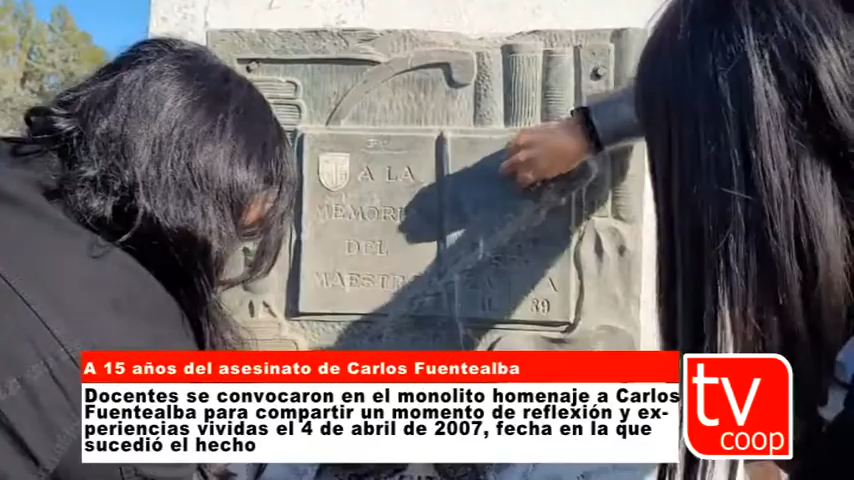 A LA
MEMORI
DEL
MAESTR
A 15 años del asesinato de Carlos Fuentealba
Docentes se convocaron en el monolito homenaje a Carlos
Fuentealba para compartir un momento de reflexión y ex-
periencias vividas el 4 de abril de 2007, fecha en la que
sucedió el hecho
tv
coop